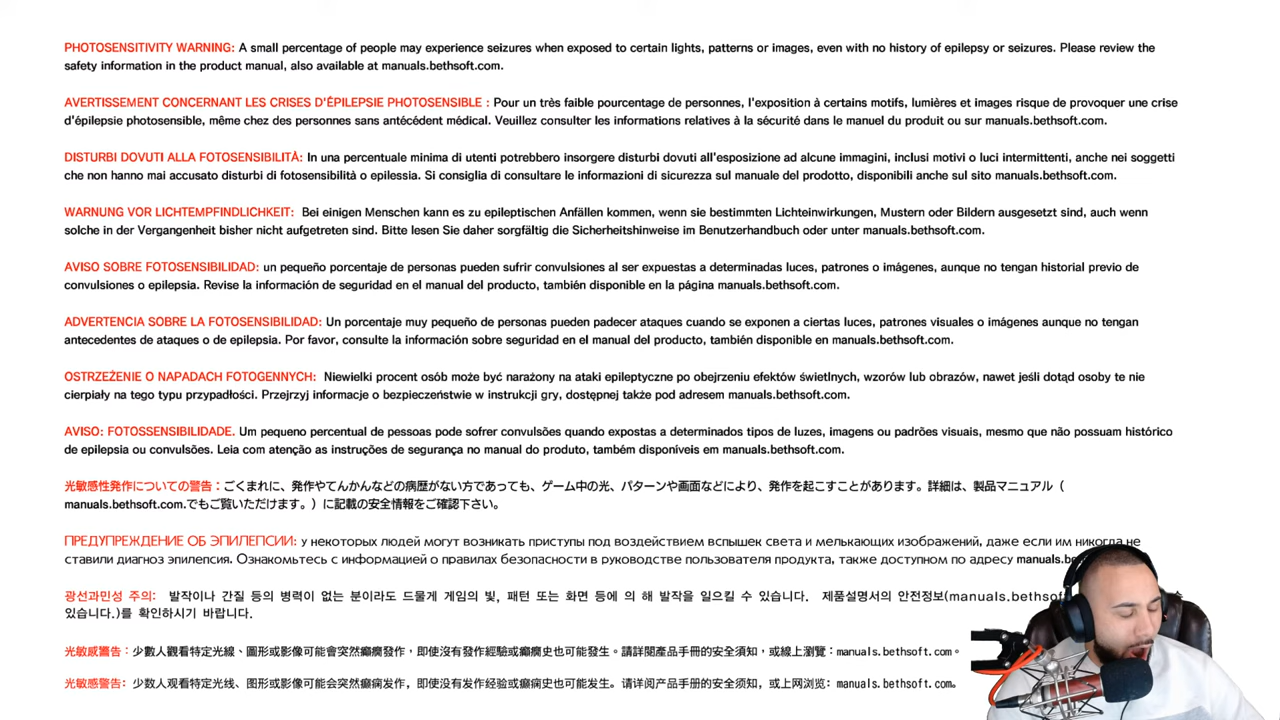 PHOTOSENSITIVITY WARNING: A small percentage of people may experience seizures when exposed to certain lights, patterns or images, even with no history of epilepsy or seizures. Please review the
safety information in the product manual, also available at manuals.bethsoft.com.
AVERTISSEMENT CONCERNANT LES CRISES D'ÉPILEPSIE PHOTOSENSIBLE : Pour un très faible pourcentage de personnes, l'exposition à certains motifs, lumières et images risque de provoquer une crise
d'épilepsie photosensible, même chez des personnes sans antécédent médical. Veuillez consulter les informations relatives à la sécurité dans le manuel du produit ou sur manuals.bethsoft.com.
DISTURBI DOVUTI ALLA FOTOSENSIBILITÀ: In una percentuale minima di utenti potrebbero insorgere disturbi dovuti all'esposizione ad alcune immagini, inclusi motivi o luci intermittenti, anche nei soggetti
che non hanno mai accusato disturbi di fotosensibilità o epilessia. Si consiglia di consultare le informazioni di sicurezza sul manuale del prodotto, disponibili anche sul sito manuals.bethsoft.com.
WARNUNG VOR LICHTEMPFINDLICHKEIT: Bei einigen Menschen kann es zu epileptischen Anfällen kommen, wenn sie bestimmten Lichteinwirkungen, Mustern oder Bildern ausgesetzt sind, auch wenn
solche in der Vergangenheit bisher nicht aufgetreten sind. Bitte lesen Sie daher sorgfältig die Sicherheitshinweise im Benutzerhandbuch oder unter manuals.bethsoft.com.
AVISO SOBRE FOTOSENSIBILIDAD: un pequeño porcentaje de personas pueden sufrir convulsiones al ser expuestas a determinadas luces, patrones o imágenes, aunque no tengan historial previo de
convulsiones o epilepsia. Revise la información de seguridad en el manual del producto, también disponible en la página manuals.bethsoft.com.
ADVERTENCIA SOBRE LA FOTOSENSIBILIDAD: Un porcentaje muy pequeño de personas pueden padecer ataques cuando se exponen a ciertas luces, patrones visuales o imágenes aunque no tengan
antecedentes de ataques o de epilepsia. Por favor, consulte la información sobre seguridad en el manual del producto, también disponible en manuals.bethsoft.com.
OSTRZEŻENIE O NAPADACH FOTOGENNYCH: Niewielki procent osób może być narażony na ataki epileptyczne po obejrzeniu efektów świetlnych, wzorów lub obrazów, nawet jeśli dotąd osoby te nie
cierpiały na tego typu przypadłości. Przejrzyj informacje o bezpieczeństwie w instrukcji gry, dostępnej także pod adresem manuals.bethsoft.com.
AVISO: FOTOSSENSIBILIDADE. Um pequeno percentual de pessoas pode sofrer convulsões quando expostas a determinados tipos de luzes, imagens ou padrões visuais, mesmo que não possuam histórico
de epilepsia ou convulsões. Leia com atenção as instruções de segurança no manual do produto, também disponíveis em manuals.bethsoft.com.
光敏感性発作についての警告：ごくまれに、発作やてんかんなどの病歴がない方であっても、ゲーム中の光、パターンや画面などにより、発作を起こすことがあります。詳細は、製品マニュアル（
manuals.bethsoft.com.でもご覧いただけます。）に記載の安全情報をご確認下さい。
ПРЕДУПРЕЖДЕНИЕ ОБ ЭПИЛЕПСИИ: у некоторых людей могут возникать приступы под воздействием вспышек света и мелькающих изображений, даже если им никогда не
ставили диагноз эпилепсия. Ознакомьтесь с информацией о правилах безопасности в руководстве пользователя продукта, также доступном по адресу
광선과민성 주의: 발작이나 간질 등의 병력이 없는 분이라도 드물게 게임의 빛, 패턴 또는 화면 등에 의 해 발작을 일으킬 수 있습니다. 제품설명서의 안전정보(manuals.bethsof
있습니다.)를 확인하시기 바랍니다.
光敏感警告：少數人觀看特定光線、圖形或影像可能會突然癲癇發作，即使沒有發作經驗或癲癇史也可能發生。請詳閱產品手冊的安全須知，或線上瀏覽：manuals.bethsoft.com。
光敏感警告：少数人观看特定光线、图形或影像可能会突然癫痫发作，即使没有发作经验或癫痫史也可能发生。请详阅产品手册的安全须知，或上网浏览：manuals.bethsoft.com。